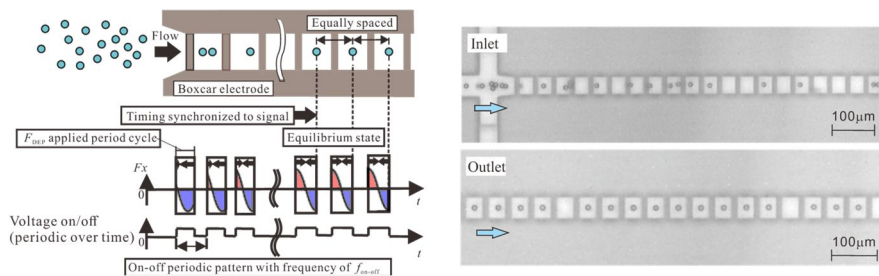 Equally spaced
Flow
Boxcar electrode
Timing synchronized to signal
F_DEP applied period cycle
Equilibrium state
Fx
0
t
Voltage on/off
(periodic over time)
0
t
On-off periodic pattern with frequency of f_on-off
Inlet
100μm
Outlet
100μm